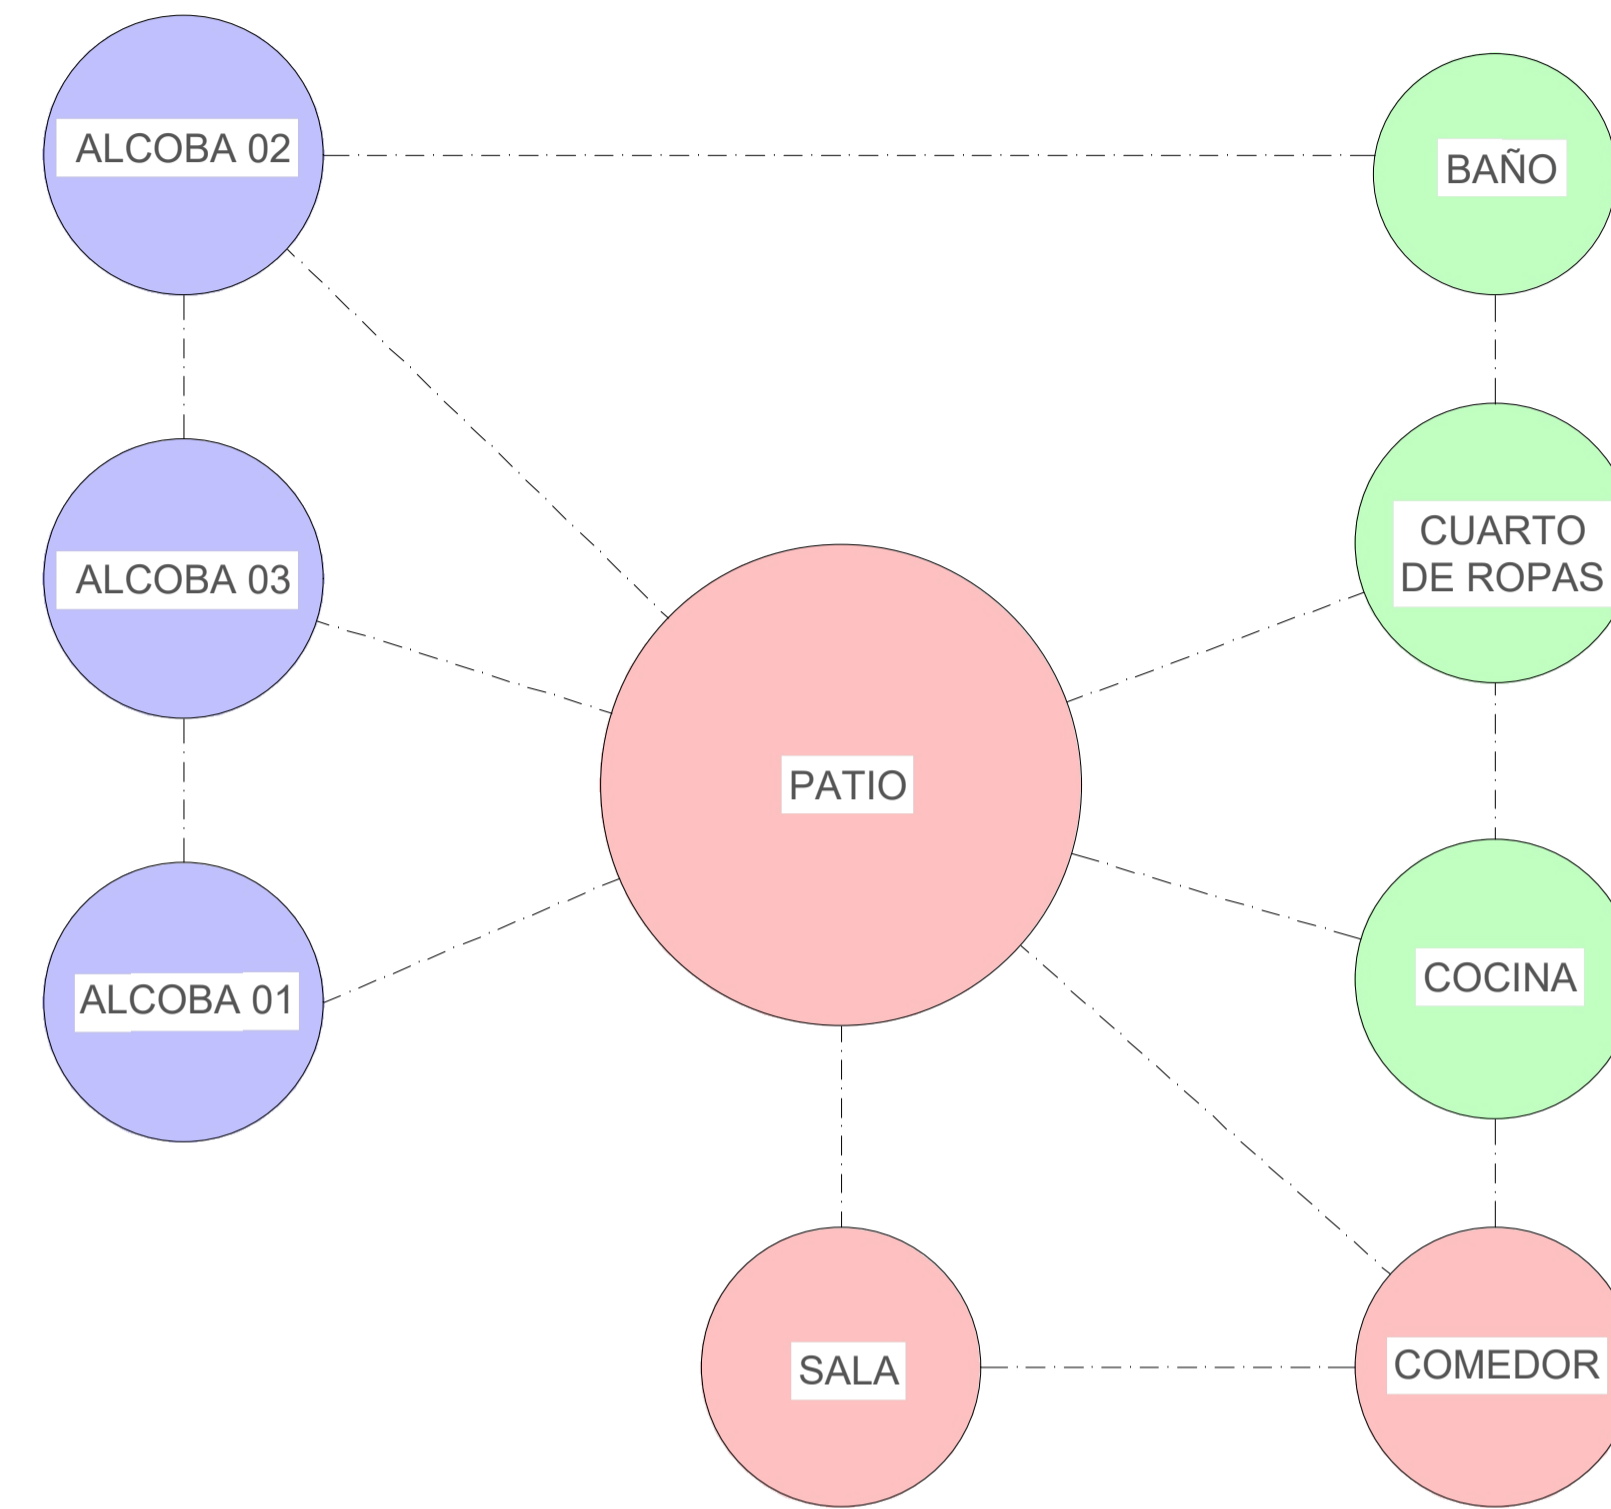 ALCOBA 02
BAÑO
CUARTO
DE ROPAS
ALCOBA 03
PATIO
COCINA
ALCOBA 01
SALA
COMEDOR